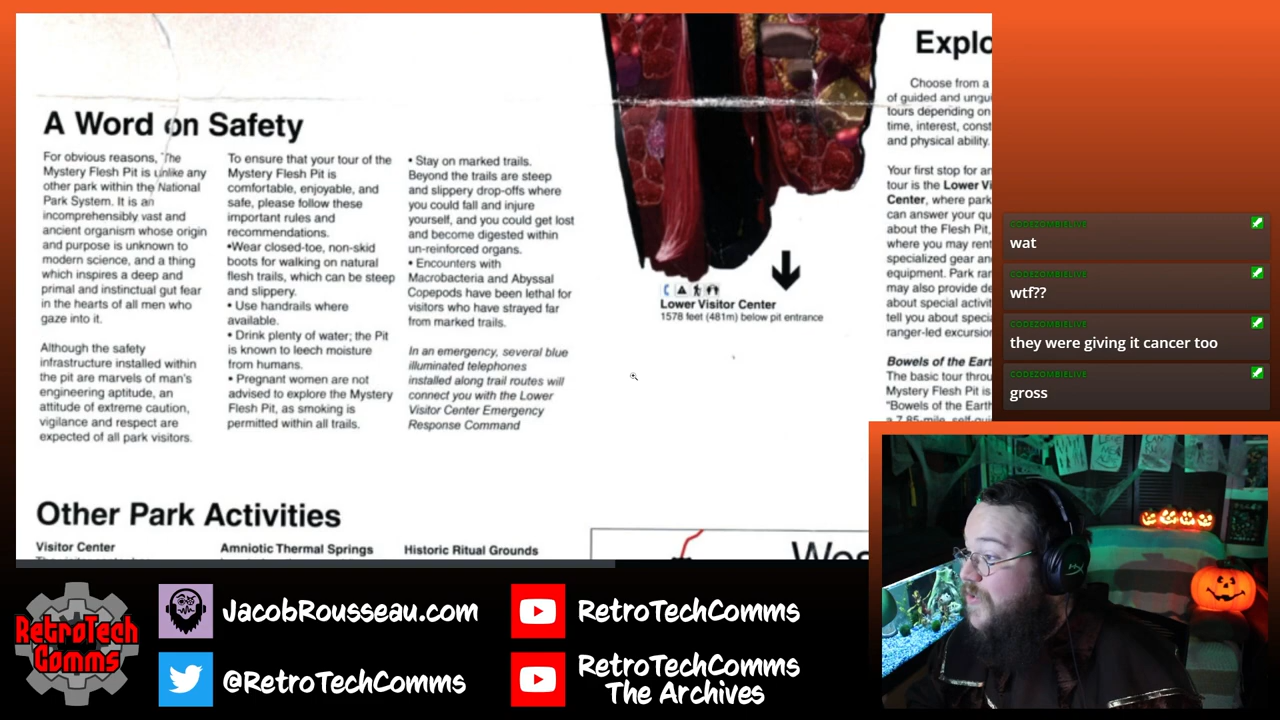 A Word on Safety
For obvious reasons, The
Mystery Flesh Pit is unlike any
other park within the National
Park System. It is an
incomprehensibly vast and
ancient organism whose origin
and purpose is unknown to
modern science, and a thing
which inspires a deep and
primal and instinctual gut fear
in the hearts of all men who
gaze into it.
Although the safety
infrastructure installed within
the pit are marvels of man's
engineering aptitude, an
attitude of extreme caution,
vigilance and respect are
expected of all park visitors.
To ensure that your tour of the
Mystery Flesh Pit is
comfortable, enjoyable, and
safe, please follow these
important rules and
recommendations.
•Wear closed-toe, non-skid
boots for walking on natural
flesh trails, which can be steep
and slippery.
• Use handrails where
available.
• Drink plenty of water; the Pit
is known to leech moisture
from humans.
• Pregnant women are not
advised to explore the Mystery
Flesh Pit, as smoking is
permitted within all trails.
• Stay on marked trails.
Beyond the trails are steep
and slippery drop-offs where
you could fall and injure
yourself, and you could get lost
and become digested within
un-reinforced organs.
• Encounters with
Macrobacteria and Abyssal
Copepods have been lethal for
visitors who have strayed far
from marked trails.
In an emergency, several blue
illuminated telephones
installed along trail routes will
connect you with the Lower
Visitor Center Emergency
Response Command
Lower Visitor Center
1578 feet (481m) below pit entrance
Explo
Choose from a
of guided and ungui
tours depending on
time, interest, const
and physical ability.
Your first stop for an
tour is the Lower Vi
Center, where park
can answer your qu
about the Flesh Pit,
where you may rent
specialized gear an
equipment. Park ran
may also provide de
about special activit
tell you about specia
ranger-led excursion
Bowels of the Eart
The basic tour throu
Mystery Flesh Pit is
"Bowels of the Earth
Other Park Activities
Visitor Center
Amniotic Thermal Springs
Historic Ritual Grounds
CODEZOMBIELIVE
wat
CODEZOMBIELIVE
wtf??
CODEZOMBIELIVE
they were giving it cancer too
CODEZOMBIELIVE
gross
RetroTech
Comms
JacobRousseau.com
@RetroTechComms
RetroTechComms
RetroTechComms
The Archives